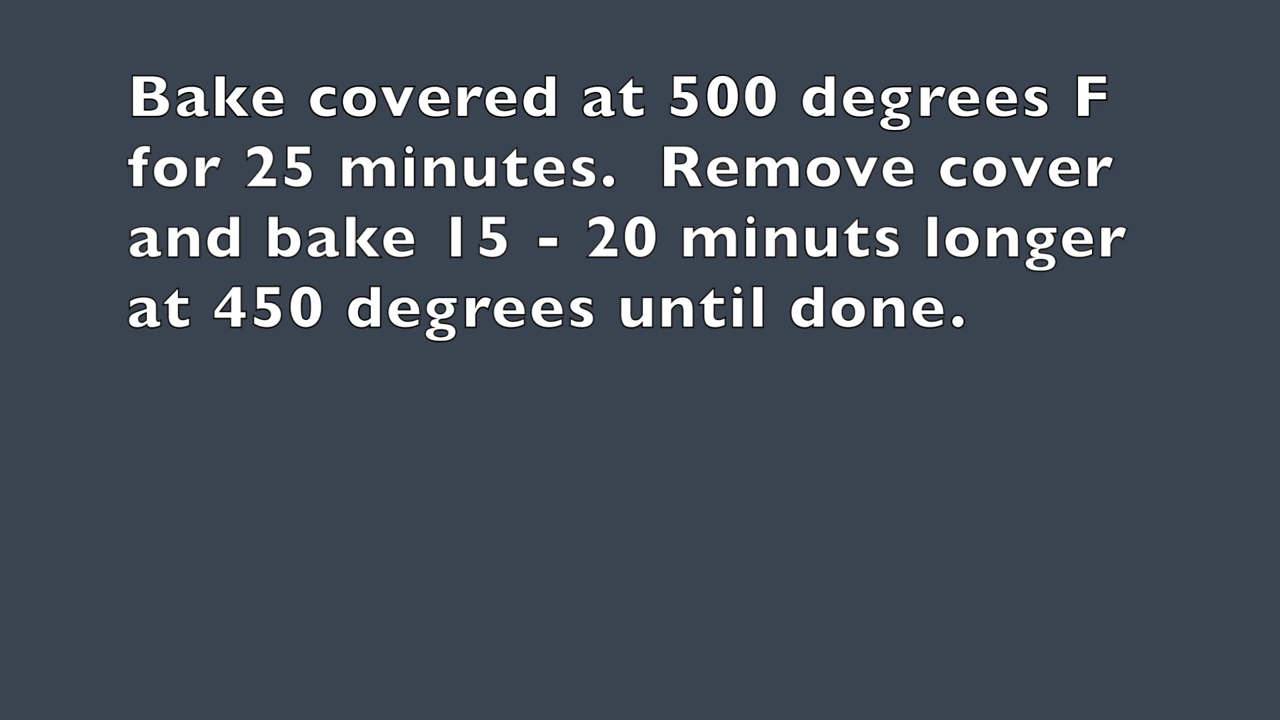 Bake covered at 500 degrees F
for 25 minutes.  Remove cover
and bake 15 - 20 minuts longer
at 450 degrees until done.